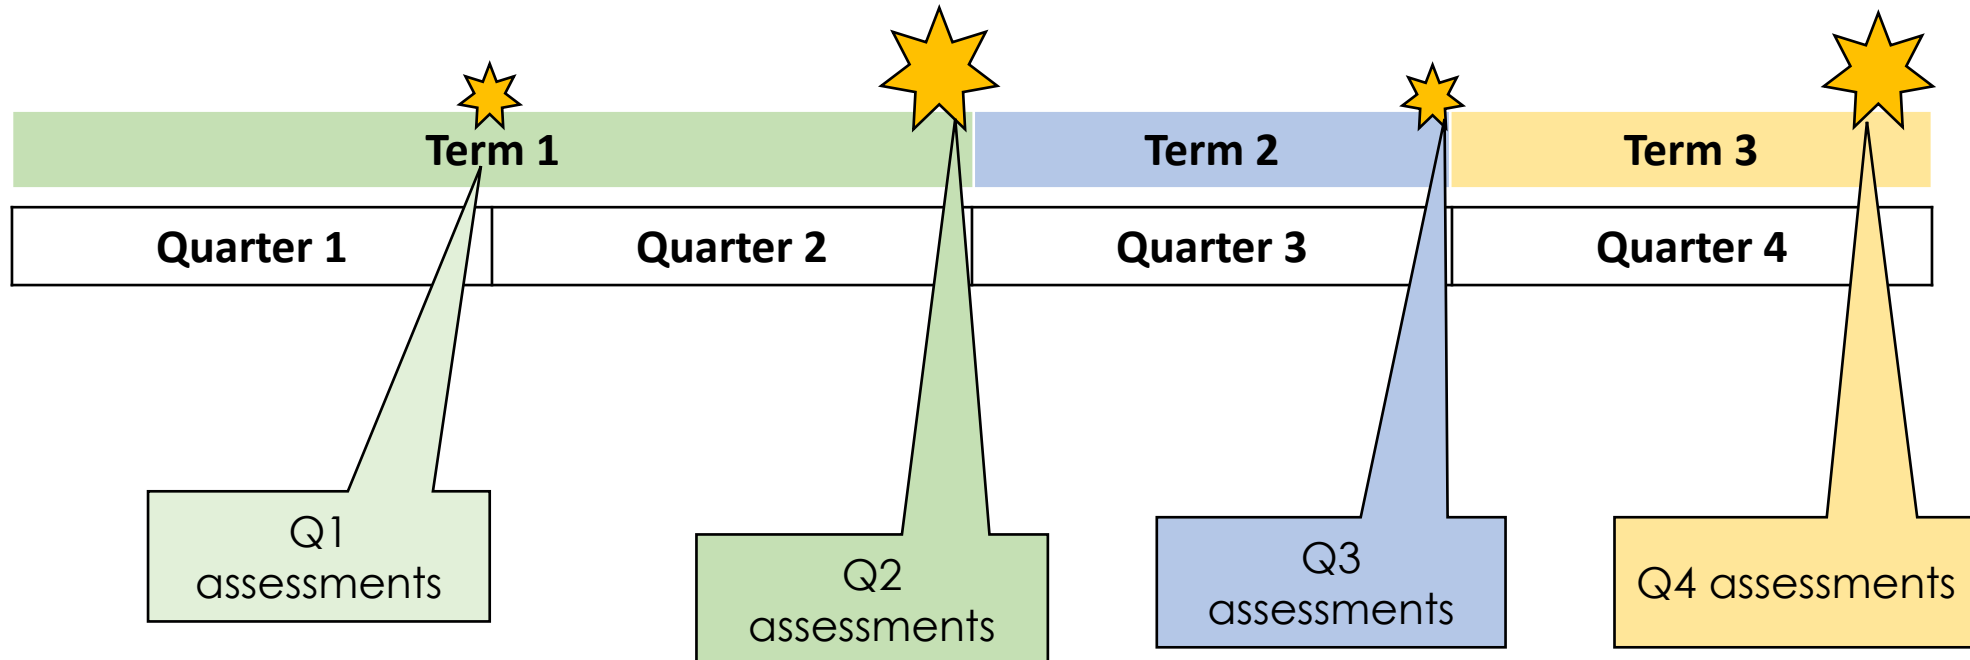 Term 1
Term 2
Term 3
Quarter 1
Quarter 2
Quarter 3
Quarter 4
Q1
assessments
Q2
assessments
Q3
assessments
Q4 assessments